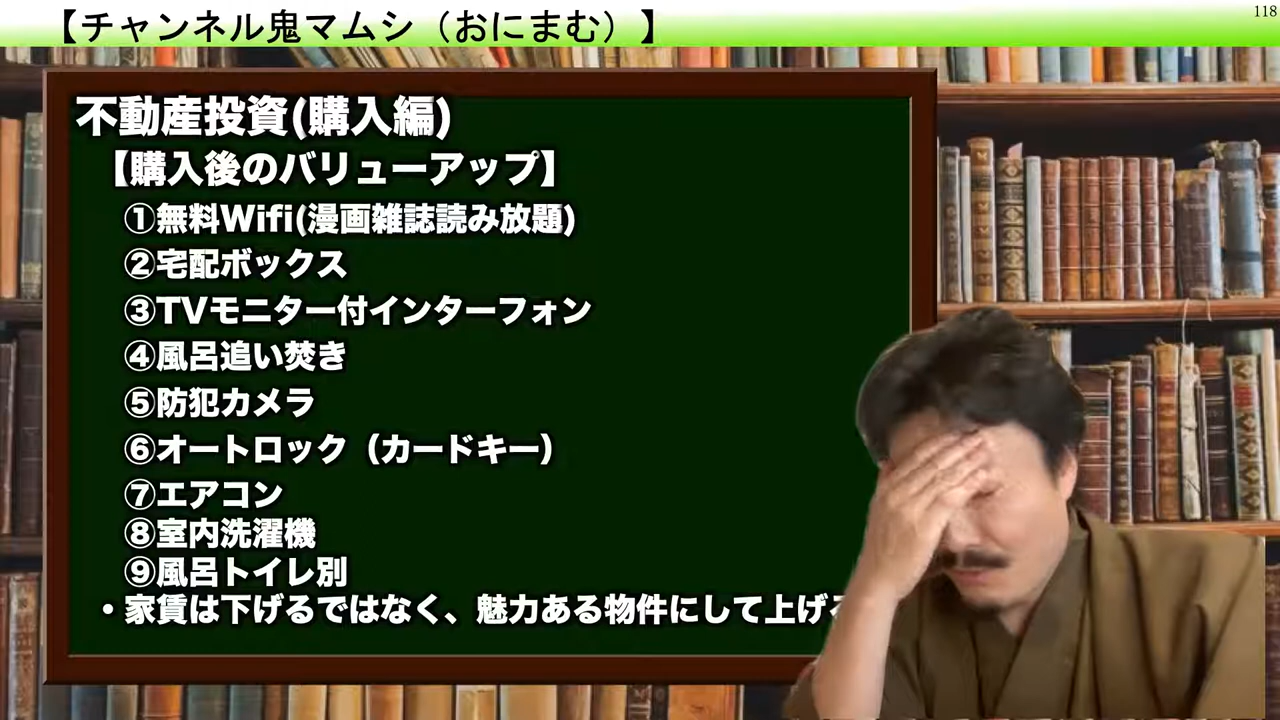 【チャンネル鬼マムシ（おにまむ）】
118
不動産投資(購入編)
【購入後のバリューアップ】
①無料Wifi(漫画雑誌読み放題)
②宅配ボックス
③TVモニター付インターフォン
④風呂追い焚き
⑤防犯カメラ
⑥オートロック（カードキー）
⑦エアコン
⑧室内洗濯機
⑨風呂トイレ別
・家賃は下げるではなく、魅力ある物件にして上げる